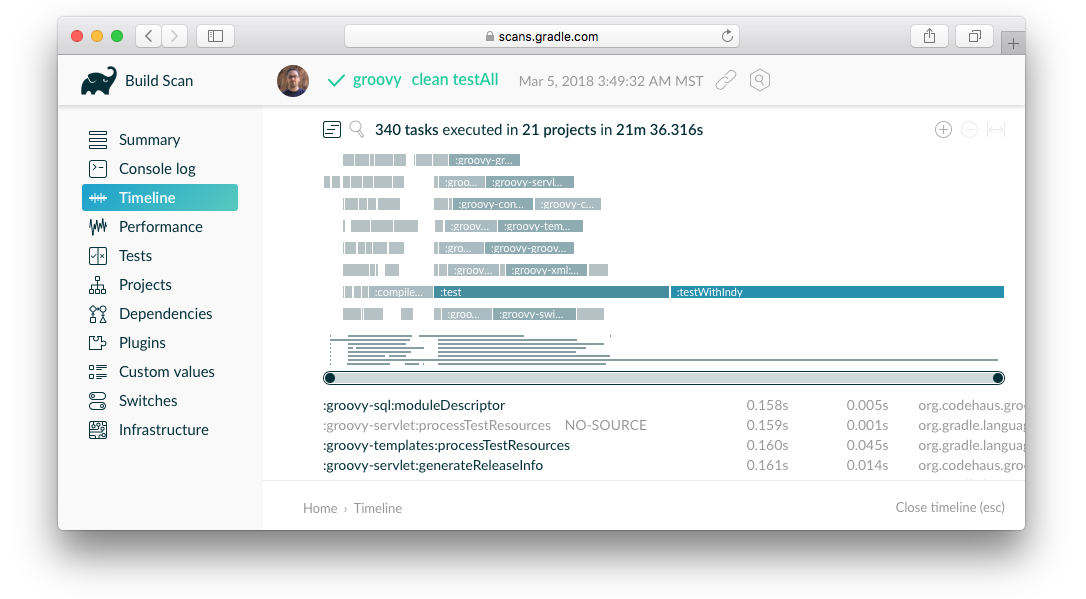 scans.gradle.com
Build Scan
groovy clean testAll Mar 5, 2018 3:49:32 AM MST
Summary
Console log
Timeline
Performance
Tests
Projects
Dependencies
Plugins
Custom values
Switches
Infrastructure
340 tasks executed in 21 projects in 21m 36.316s
:groovy-gr...
:groo... :groovy-servl...
:groovy-con... :groovy-c...
:groov... :groovy-tem...
:gro... :groovy-groov...
:groov... :groovy-xml:...
:compile... :test :testWithIndy
:groo... :groovy-swi...
:groovy-sql:moduleDescriptor 0.158s 0.005s org.codehaus.gro
:groovy-servlet:processTestResources NO-SOURCE 0.159s 0.001s org.gradle.langua
:groovy-templates:processTestResources 0.160s 0.045s org.gradle.langua
:groovy-servlet:generateReleaseInfo 0.161s 0.014s org.codehaus.gro
Home › Timeline
Close timeline (esc)